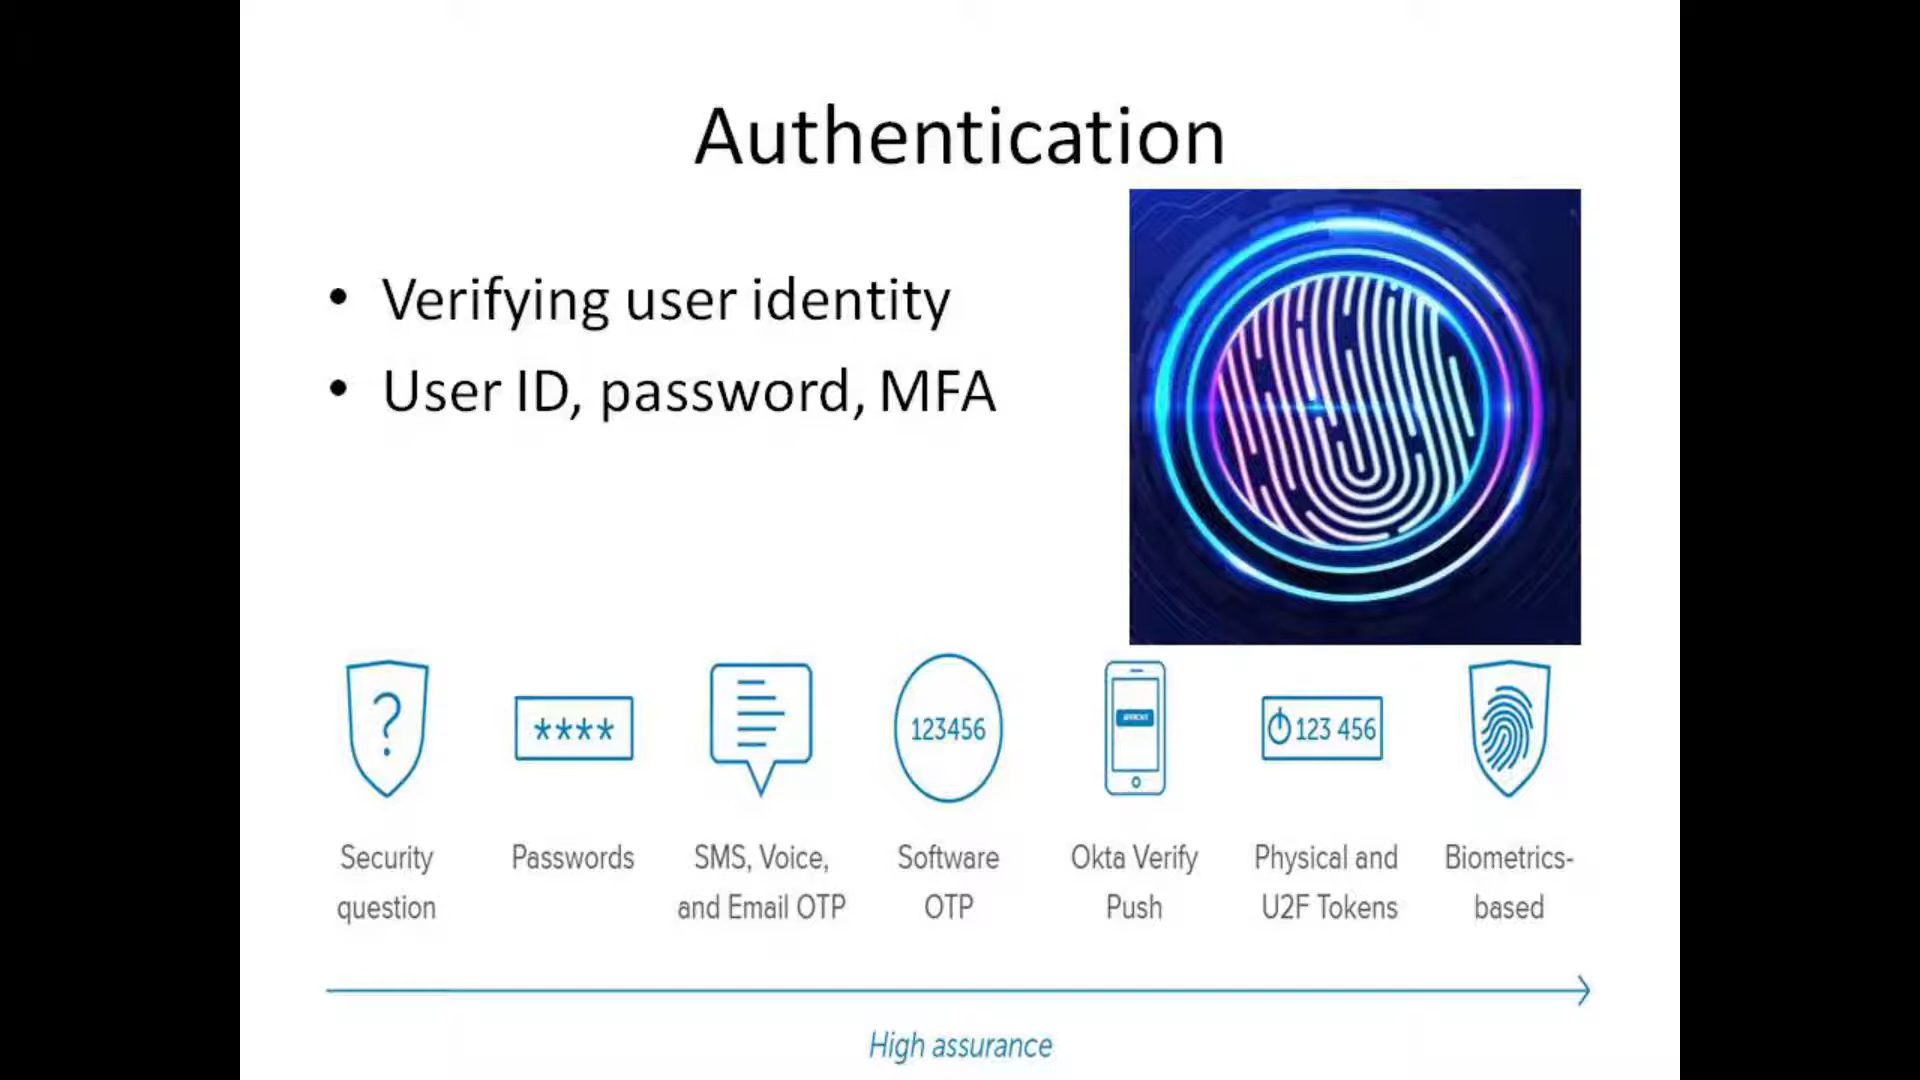 Authentication
• Verifying user identity
• User ID, password, MFA
?
****
123456
123 456
Security
question
Passwords
SMS, Voice,
and Email OTP
Software
OTP
Okta Verify
Push
Physical and
U2F Tokens
Biometrics-
based
High assurance